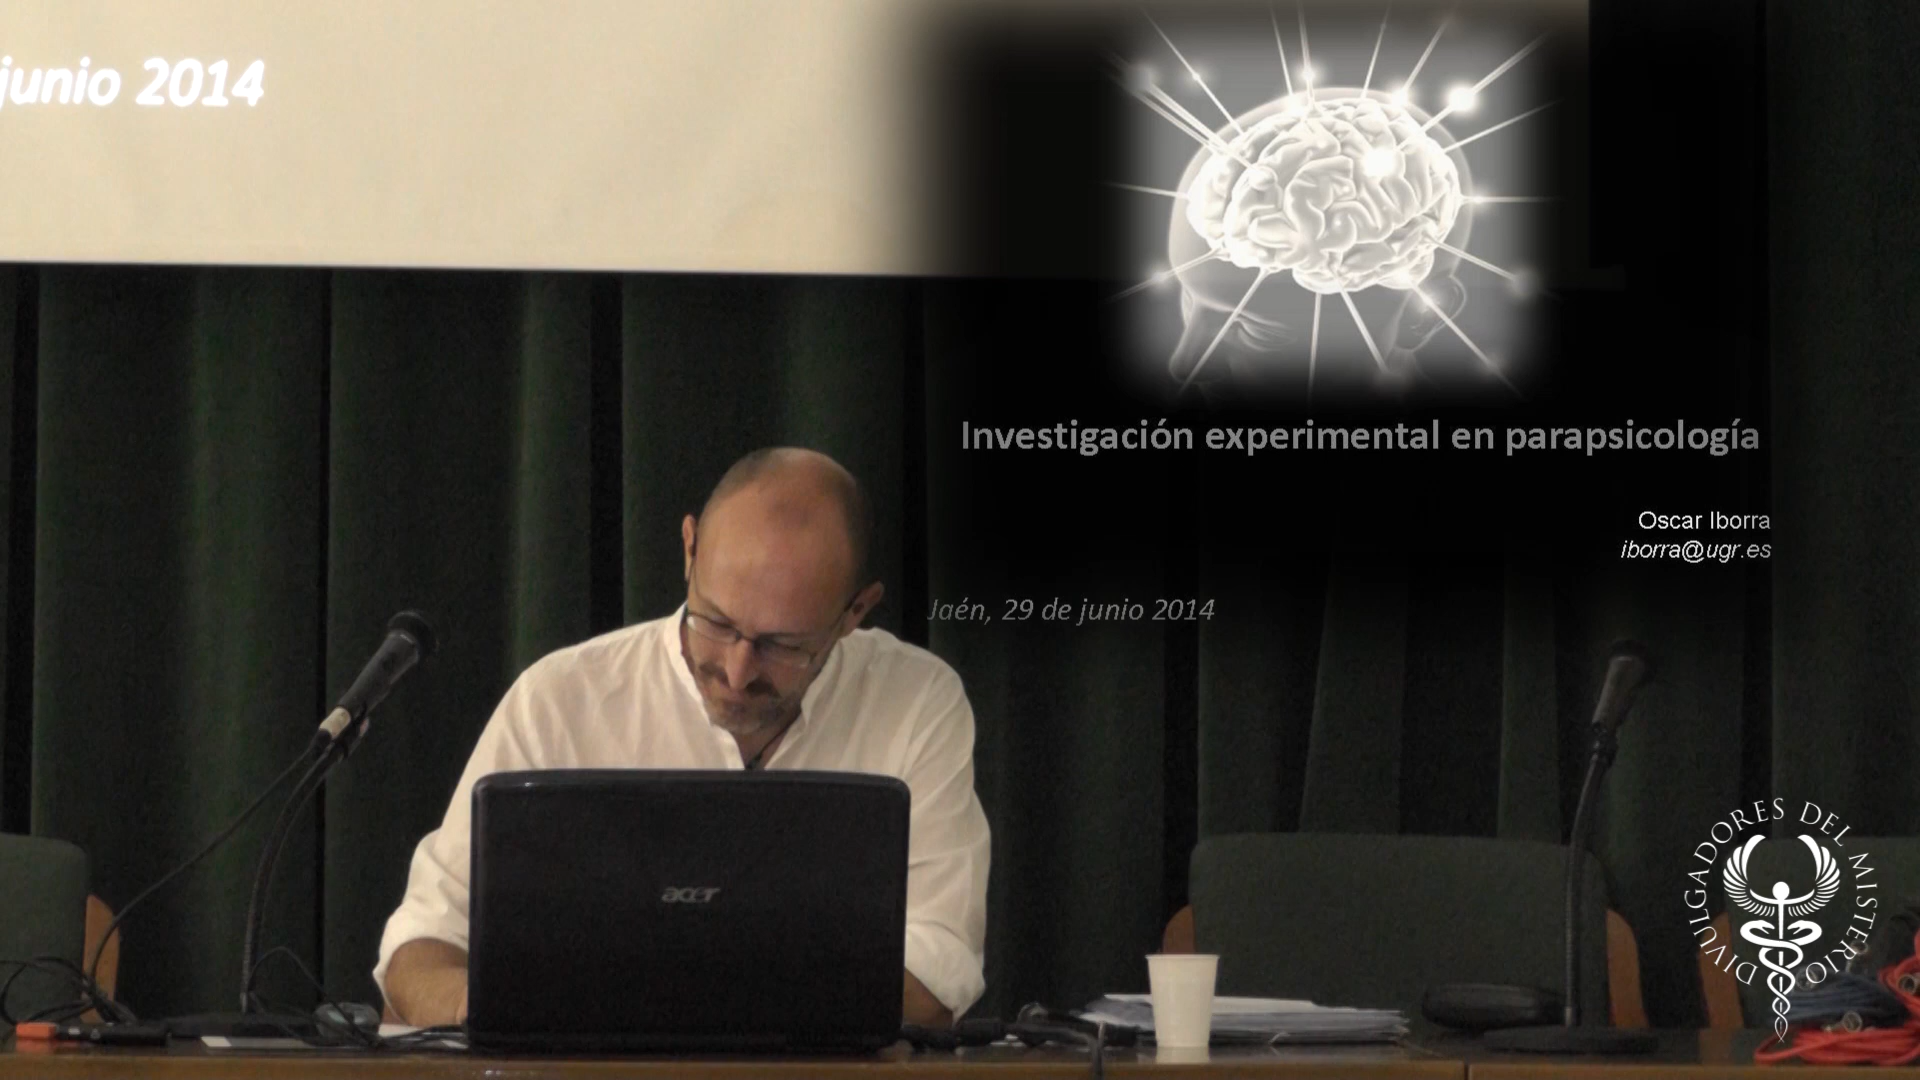 junio 2014
Investigación experimental en parapsicología
Oscar Iborra
iborra@ugr.es
Jaén, 29 de junio 2014
acer
DIVULGADORES DEL MISTERIO